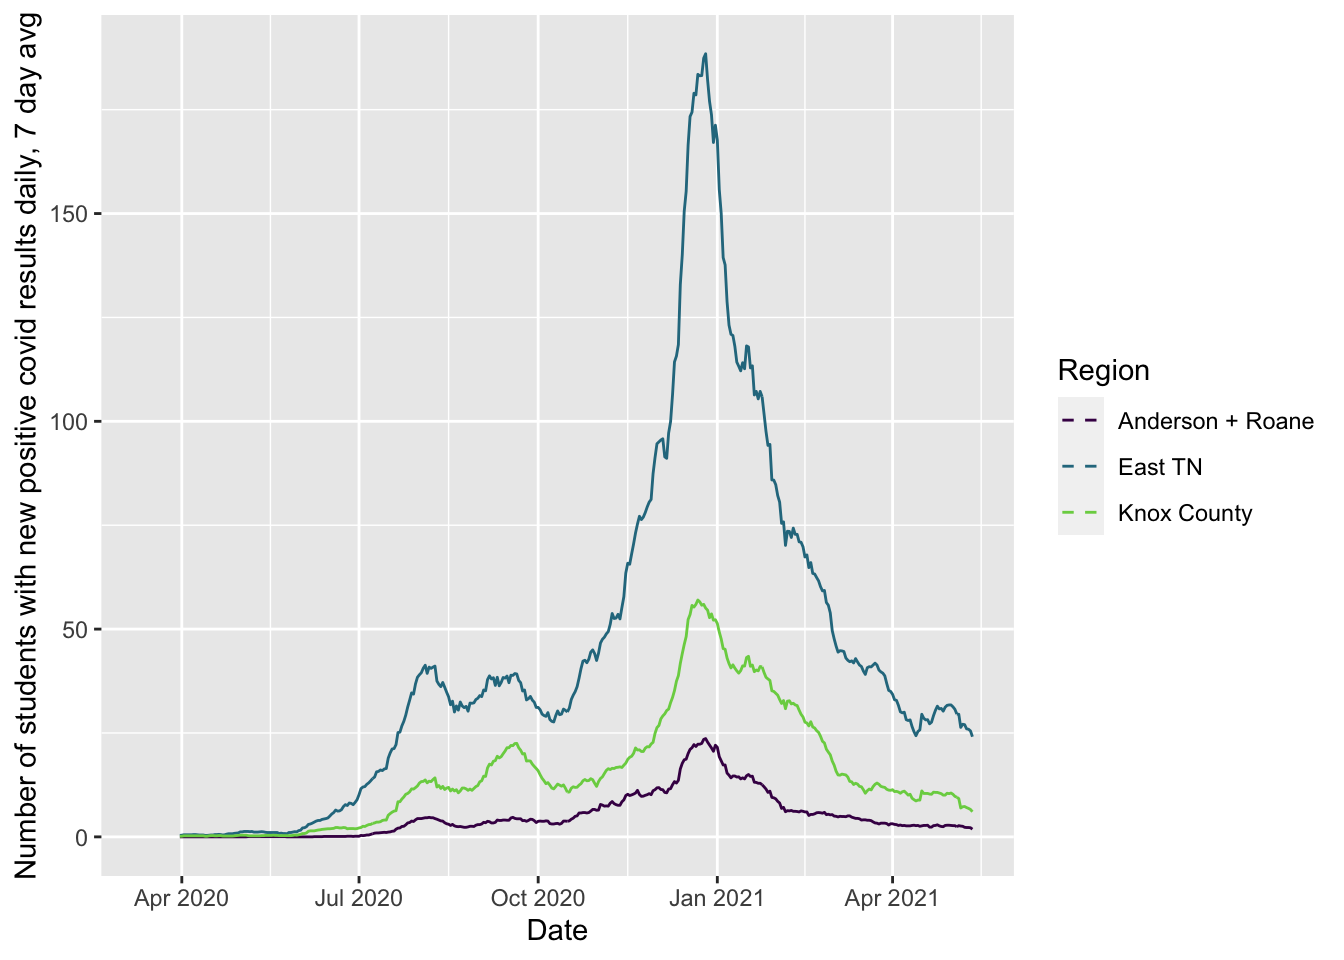 Number of students with new positive covid results daily, 7 day avg
150
100
50
0
Apr 2020
Jul 2020
Oct 2020
Jan 2021
Apr 2021
Date
Region
Anderson + Roane
East TN
Knox County